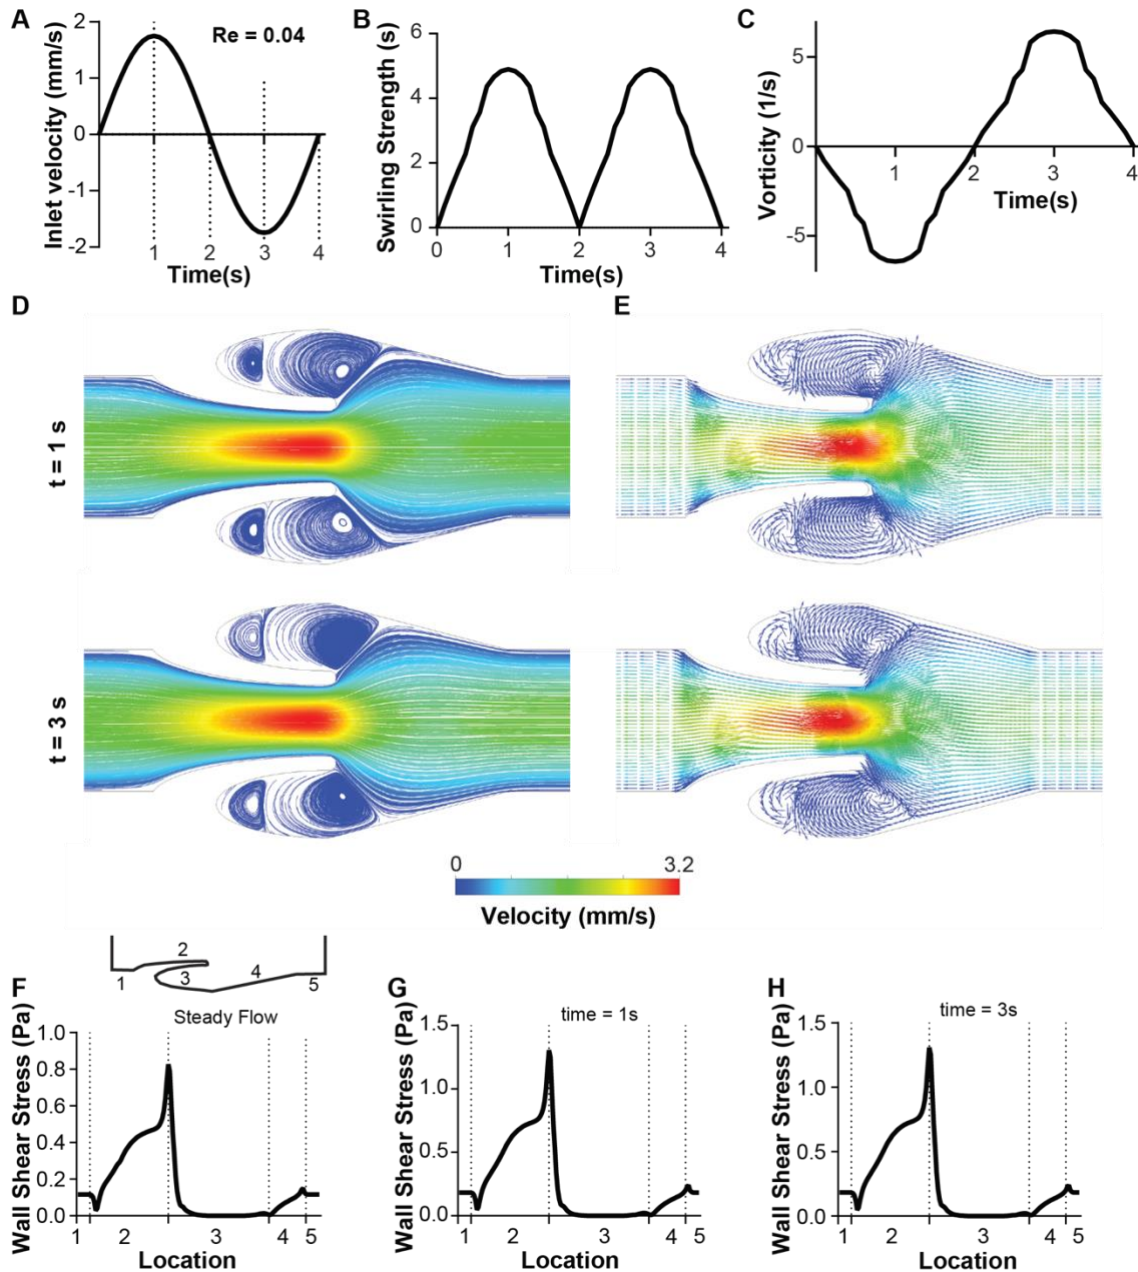 A
2
1
0
-1
-2
Inlet velocity (mm/s)
Re = 0.04
1
2
3
4
Time(s)
B
6
4
2
0
Swirling Strength (s)
0
1
2
3
4
Time(s)
C
5
0
-5
Vorticity (1/s)
1
2
3
4
Time(s)
D
E
t = 1 s
t = 3 s
0
3.2
Velocity (mm/s)
1
2
3
4
5
F
Steady Flow
1.0
0.8
0.6
0.4
0.2
0.0
Wall Shear Stress (Pa)
1 2 3 4 5
Location
G
time = 1s
1.5
1.0
0.5
0.0
Wall Shear Stress (Pa)
1 2 3 4 5
Location
H
time = 3s
1.5
1.0
0.5
0.0
Wall Shear Stress (Pa)
1 2 3 4 5
Location